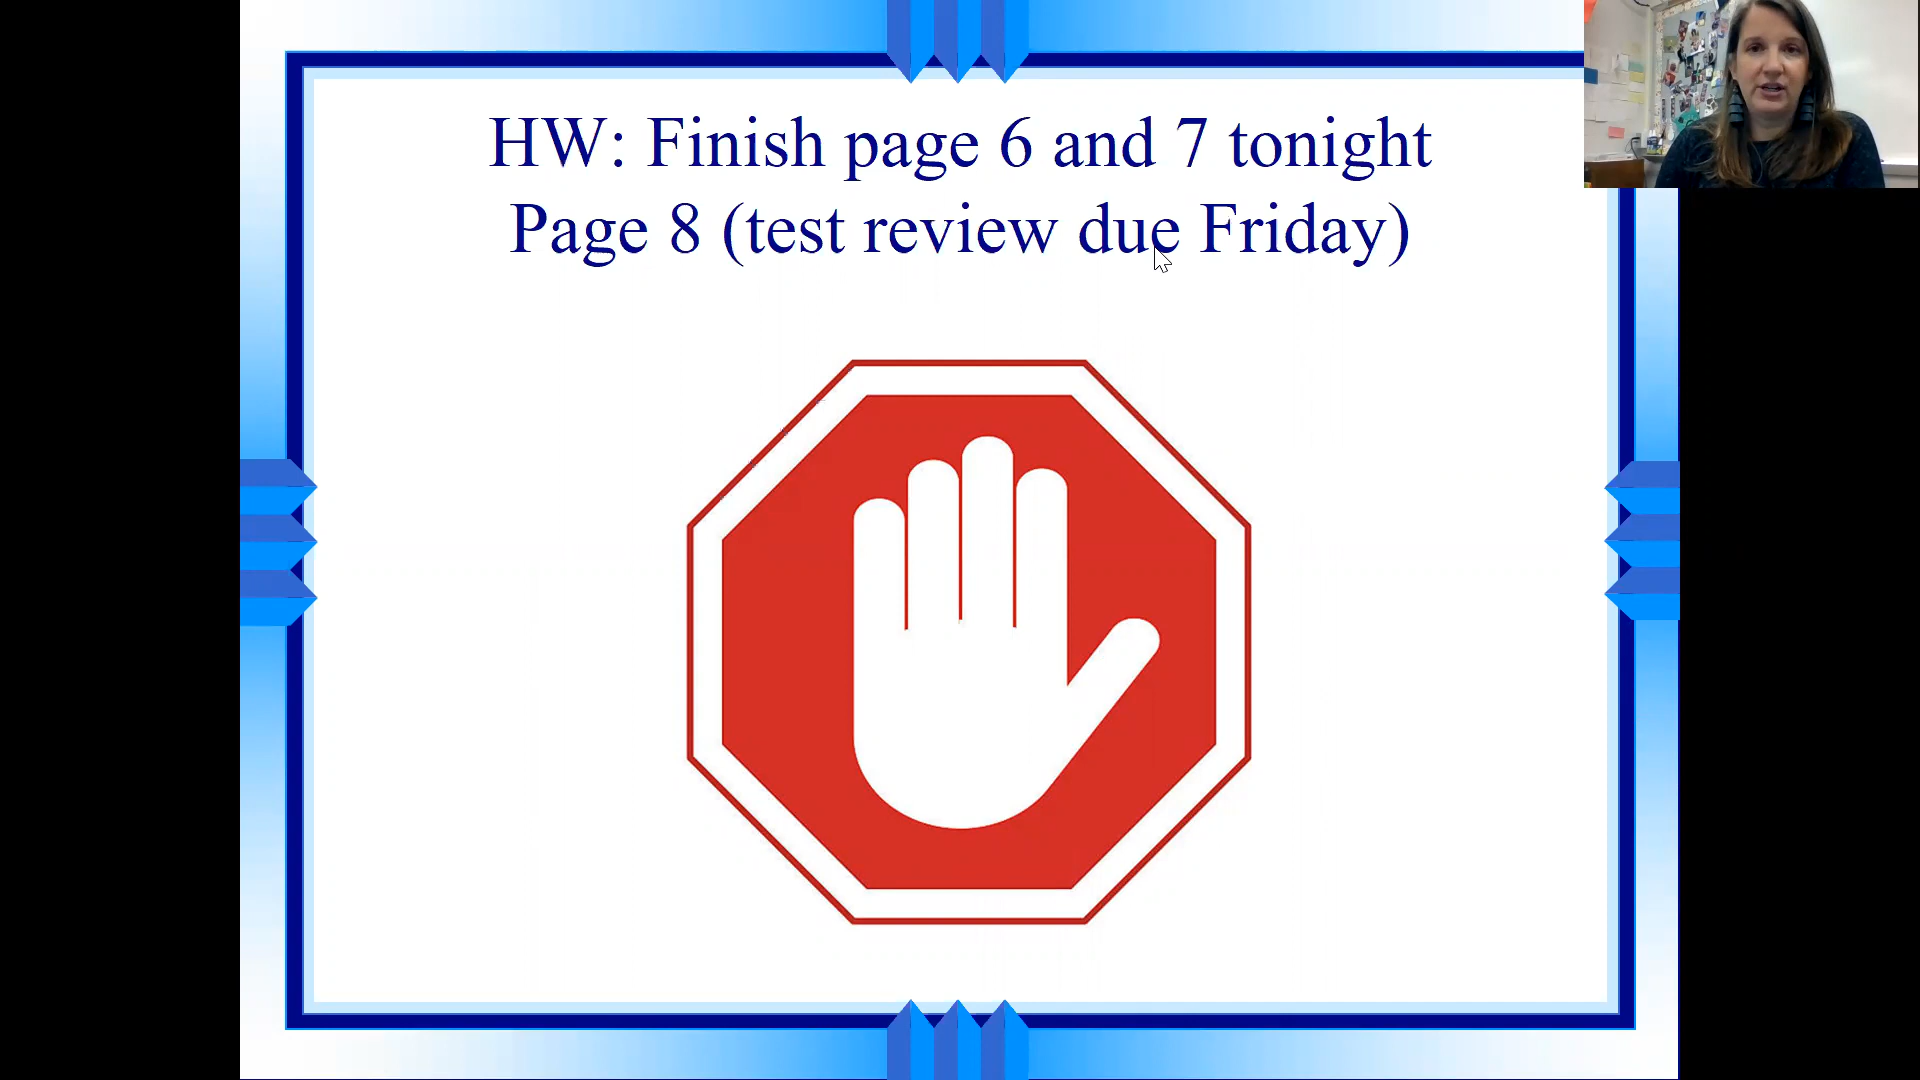 HW: Finish page 6 and 7 tonight
Page 8 (test review due Friday)